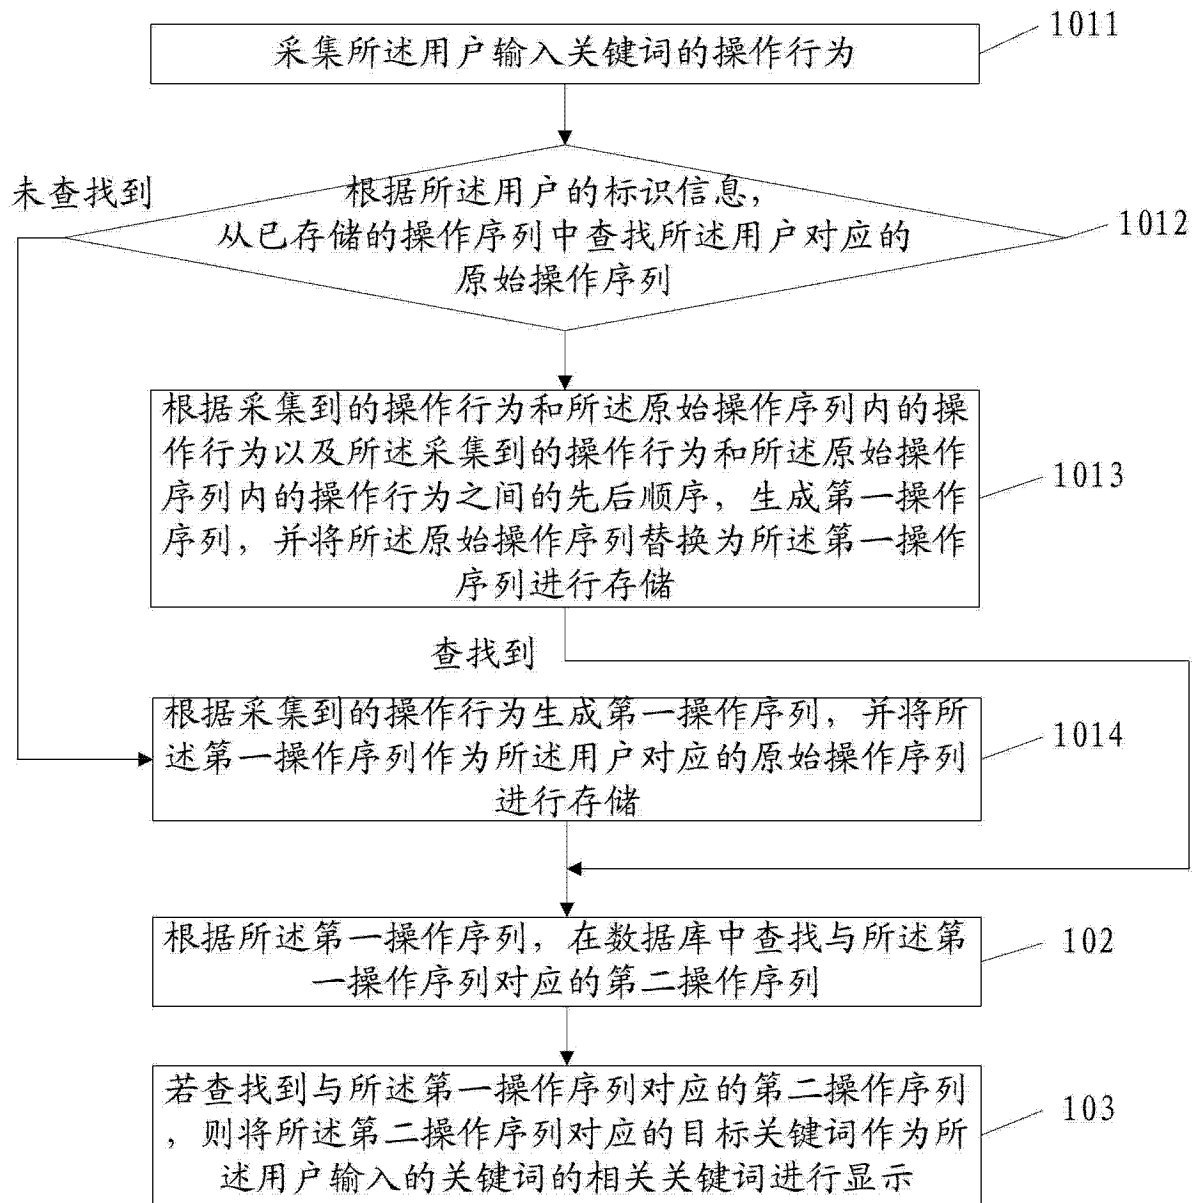 采集所述用户输入关键词的操作行为
1011
未查找到
根据所述用户的标识信息，
从已存储的操作序列中查找所述用户对应的
原始操作序列
1012
根据采集到的操作行为和所述原始操作序列内的操
作行为以及所述采集到的操作行为和所述原始操作
序列内的操作行为之间的先后顺序，生成第一操作
序列，并将所述原始操作序列替换为所述第一操作
序列进行存储
1013
查找到
根据采集到的操作行为生成第一操作序列，并将所
述第一操作序列作为所述用户对应的原始操作序列
进行存储
1014
根据所述第一操作序列，在数据库中查找与所述第
一操作序列对应的第二操作序列
102
若查找到与所述第一操作序列对应的第二操作序列
，则将所述第二操作序列对应的目标关键词作为所
述用户输入的关键词的相关关键词进行显示
103